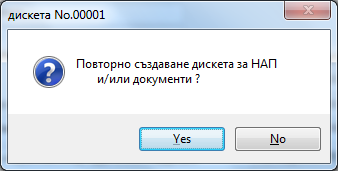 дискета No.00001
Повторно създаване дискета за НАП
и/или документи ?
Yes
No